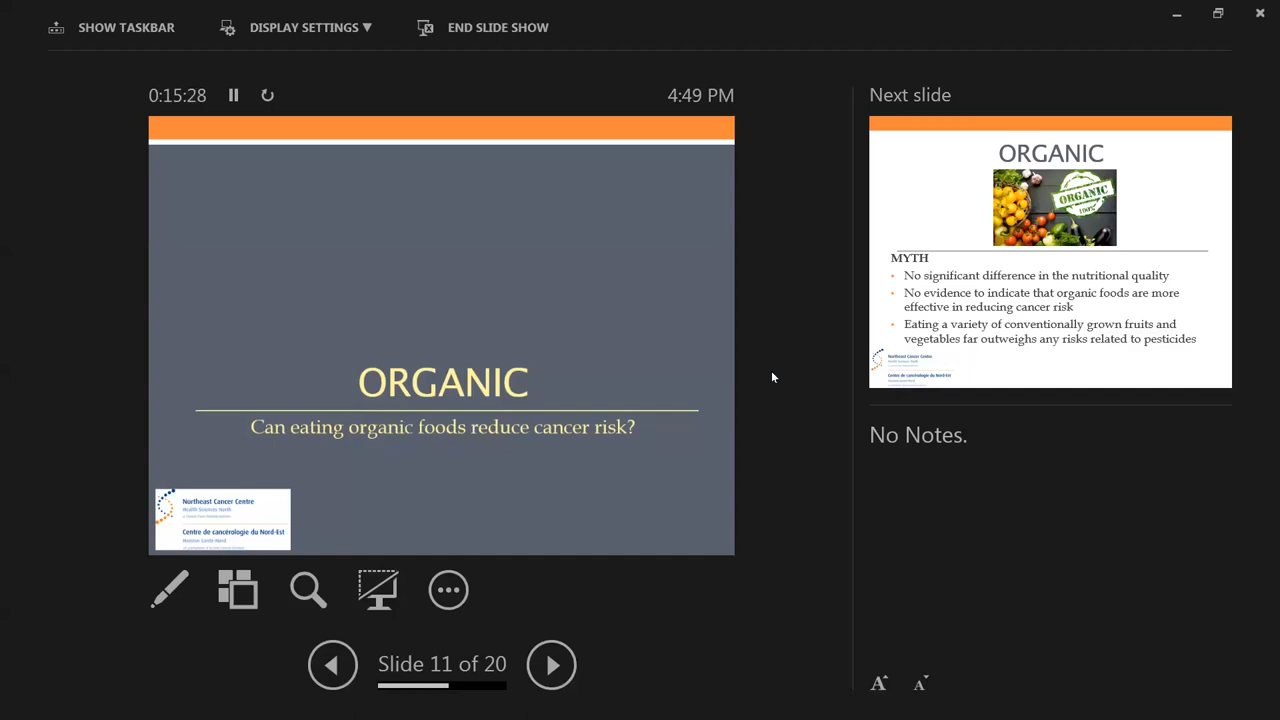 SHOW TASKBAR
DISPLAY SETTINGS ▼
END SLIDE SHOW
0:15:28
4:49 PM
ORGANIC
Can eating organic foods reduce cancer risk?
Northeast Cancer Centre
Health Sciences North
Centre de cancérologie du Nord-Est
Horizon Santé-Nord
Slide 11 of 20
Next slide
ORGANIC
ORGANIC
100%
MYTH
• No significant difference in the nutritional quality
• No evidence to indicate that organic foods are more
effective in reducing cancer risk
• Eating a variety of conventionally grown fruits and
vegetables far outweighs any risks related to pesticides
Northeast Cancer Centre
Centre de cancérologie du Nord-Est
No Notes.
A A